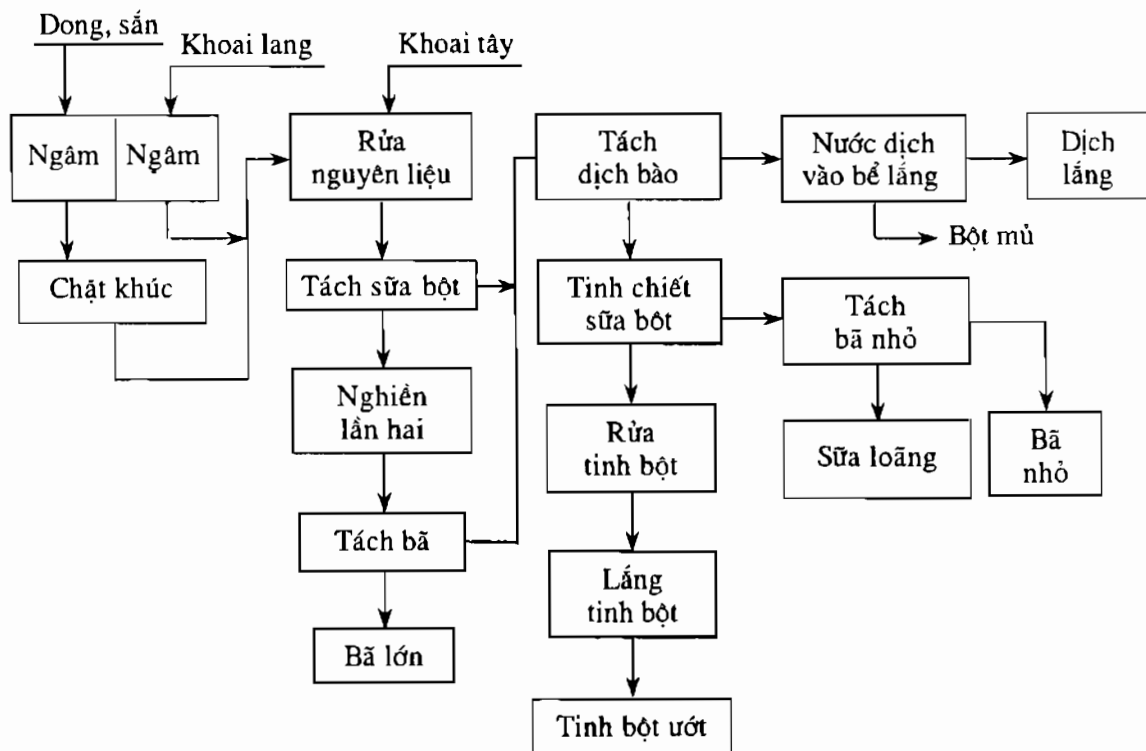 Dong, sắn
Khoai lang
Khoai tây
Ngâm
Ngâm
Chặt khúc
Rửa
nguyên liệu
Tách sữa bột
Nghiền
lần hai
Tách bã
Bã lớn
Tách
dịch bào
Tinh chiết
sữa bôt
Rửa
tinh bột
Lắng
tinh bột
Tinh bột ướt
Nước dịch
vào bể lắng
Bột mủ
Dịch
lắng
Tách
bã nhỏ
Sữa loãng
Bã
nhỏ